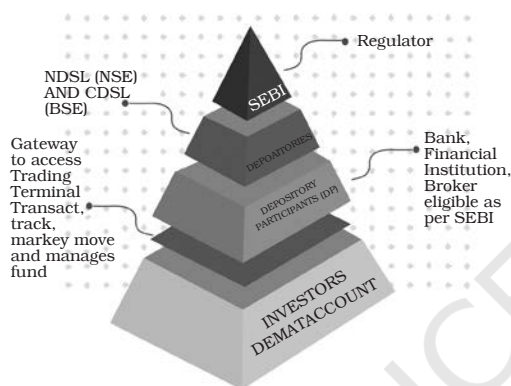 Regulator
SEBI
NDSL (NSE)
AND CDSL
(BSE)
DEPOAITORIES
Gateway
to access
Trading
Terminal
Transact,
track,
markey move
and manages
fund
Bank,
Financial
Institution,
Broker
eligible as
per SEBI
DEPOSITORY
PARTICIPANTS (DP)
INVESTORS
DEMATACCOUNT